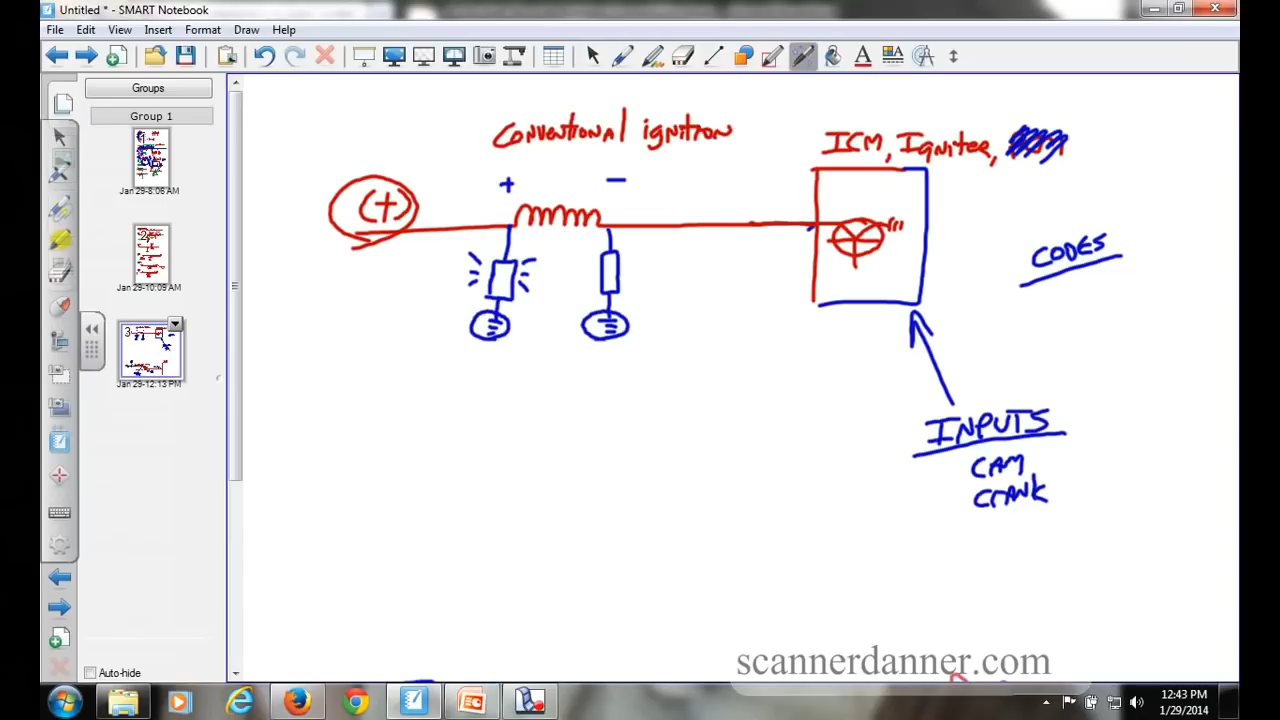 Untitled * - SMART Notebook
File Edit View Insert Format Draw Help
Groups
Group 1
Jan 29-8:06 AM
2
Jan 29-10:09 AM
3
Jan 29-12:13 PM
Auto-hide
Conventional ignition
ICM, Igniter,
(+)
+ −
CODES
INPUTS
CAM
CRANK
scannerdanner.com
12:43 PM
1/29/2014